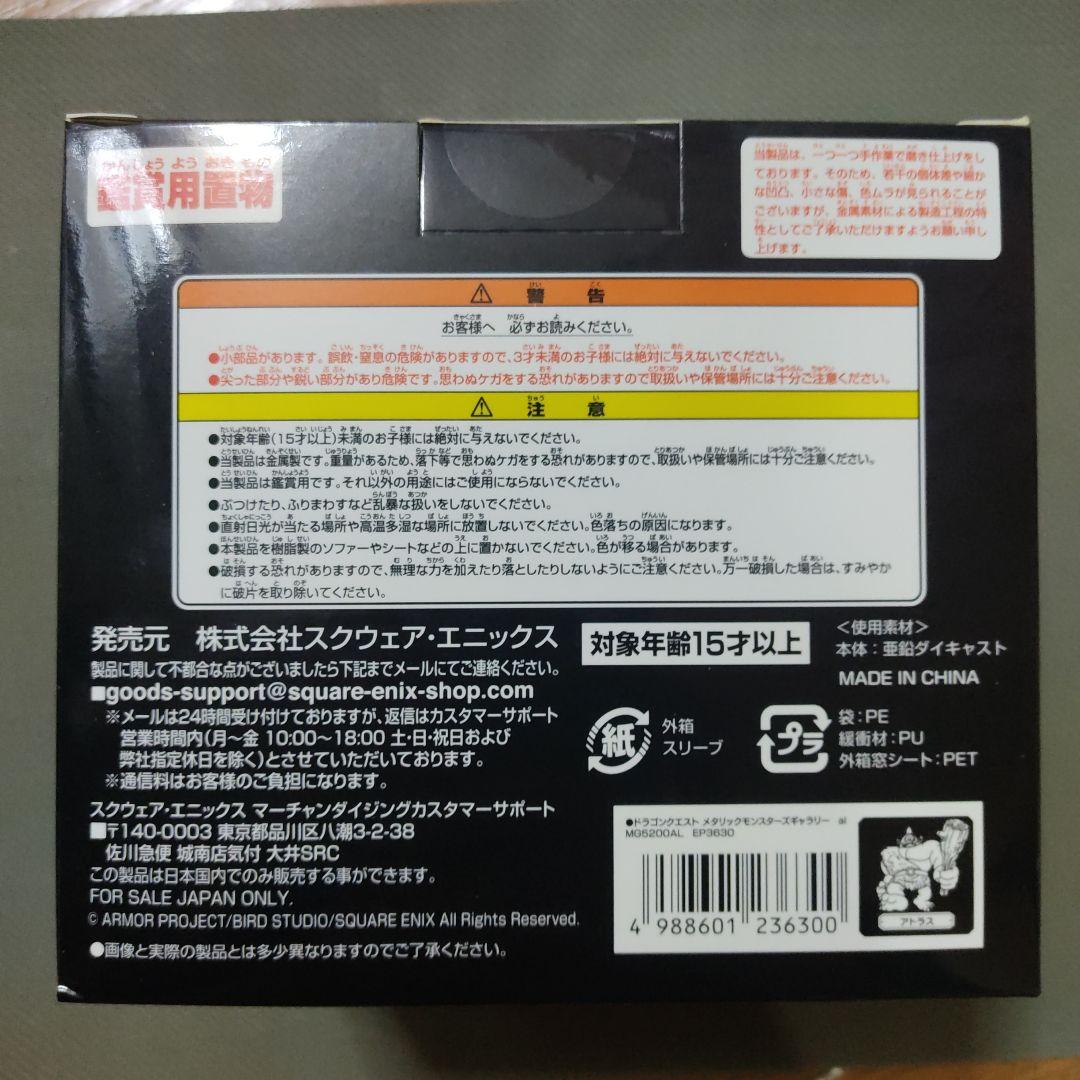 鑑賞用置物
当製品は、一つ一つ手作業で磨き仕上げをし
ております。そのため、若干の個体差や細か
な凹凸、小さな傷、色ムラが見られることが
ございますが、金属素材による製造工程の特
性としてご了承いただけますようお願い申し
上げます。
⚠ 警告
お客様へ 必ずお読みください。
●小部品があります。誤飲・窒息の危険がありますので、3才未満のお子様には絶対に与えないでください。
●尖った部分や鋭い部分があり危険です。思わぬケガをする恐れがありますので取扱いや保管場所には十分ご注意ください。
⚠ 注意
●対象年齢(15才以上)未満のお子様には絶対に与えないでください。
●当製品は金属製です。重量があるため、落下等で思わぬケガをする恐れがありますので、取扱いや保管場所には十分ご注意ください。
●当製品は鑑賞用です。それ以外の用途にはご使用にならないでください。
●ぶつけたり、ふりまわすなど乱暴な扱いをしないでください。
●直射日光が当たる場所や高温多湿な場所に放置しないでください。色落ちの原因になります。
●本製品を樹脂製のソファーやシートなどの上に置かないでください。色が移る場合があります。
●破損する恐れがありますので、無理な力を加えたり落としたりしないようにご注意ください。万一破損した場合は、すみやか
に破片を取り除いてください。
発売元 株式会社スクウェア・エニックス
製品に関して不都合な点がございましたら下記までメールにてご連絡ください。
■goods-support@square-enix-shop.com
※メールは24時間受け付けておりますが、返信はカスタマーサポート
営業時間内(月〜金 10:00〜18:00 土・日・祝日および
弊社指定休日を除く)とさせていただいております。
※通信料はお客様のご負担になります。
スクウェア・エニックス マーチャンダイジングカスタマーサポート
■〒140-0003 東京都品川区八潮3-2-38
佐川急便 城南店気付 大井SRC
この製品は日本国内でのみ販売する事ができます。
FOR SALE JAPAN ONLY.
© ARMOR PROJECT/BIRD STUDIO/SQUARE ENIX All Rights Reserved.
●画像と実際の製品とは多少異なりますのでご了承ください。
対象年齢15才以上
＜使用素材＞
本体：亜鉛ダイキャスト
MADE IN CHINA
紙
外箱
スリーブ
プラ
袋：PE
緩衝材：PU
外箱窓シート：PET
●ドラゴンクエスト メタリックモンスターズギャラリー al
MG5200AL EP3630
4 988601 236300
アトラス